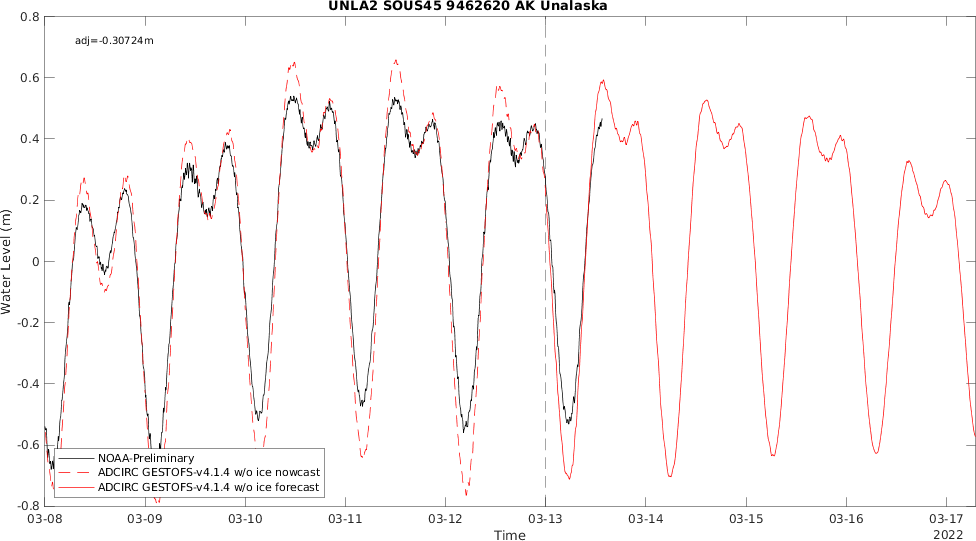 UNLA2 SOUS45 9462620 AK Unalaska
0.8
adj=-0.30724m
0.6
0.4
0.2
0
-0.2
-0.4
-0.6
-0.8
Water Level (m)
NOAA-Preliminary
ADCIRC GESTOFS-v4.1.4 w/o ice nowcast
ADCIRC GESTOFS-v4.1.4 w/o ice forecast
03-08 03-09 03-10 03-11 03-12 03-13 03-14 03-15 03-16 03-17
Time 2022